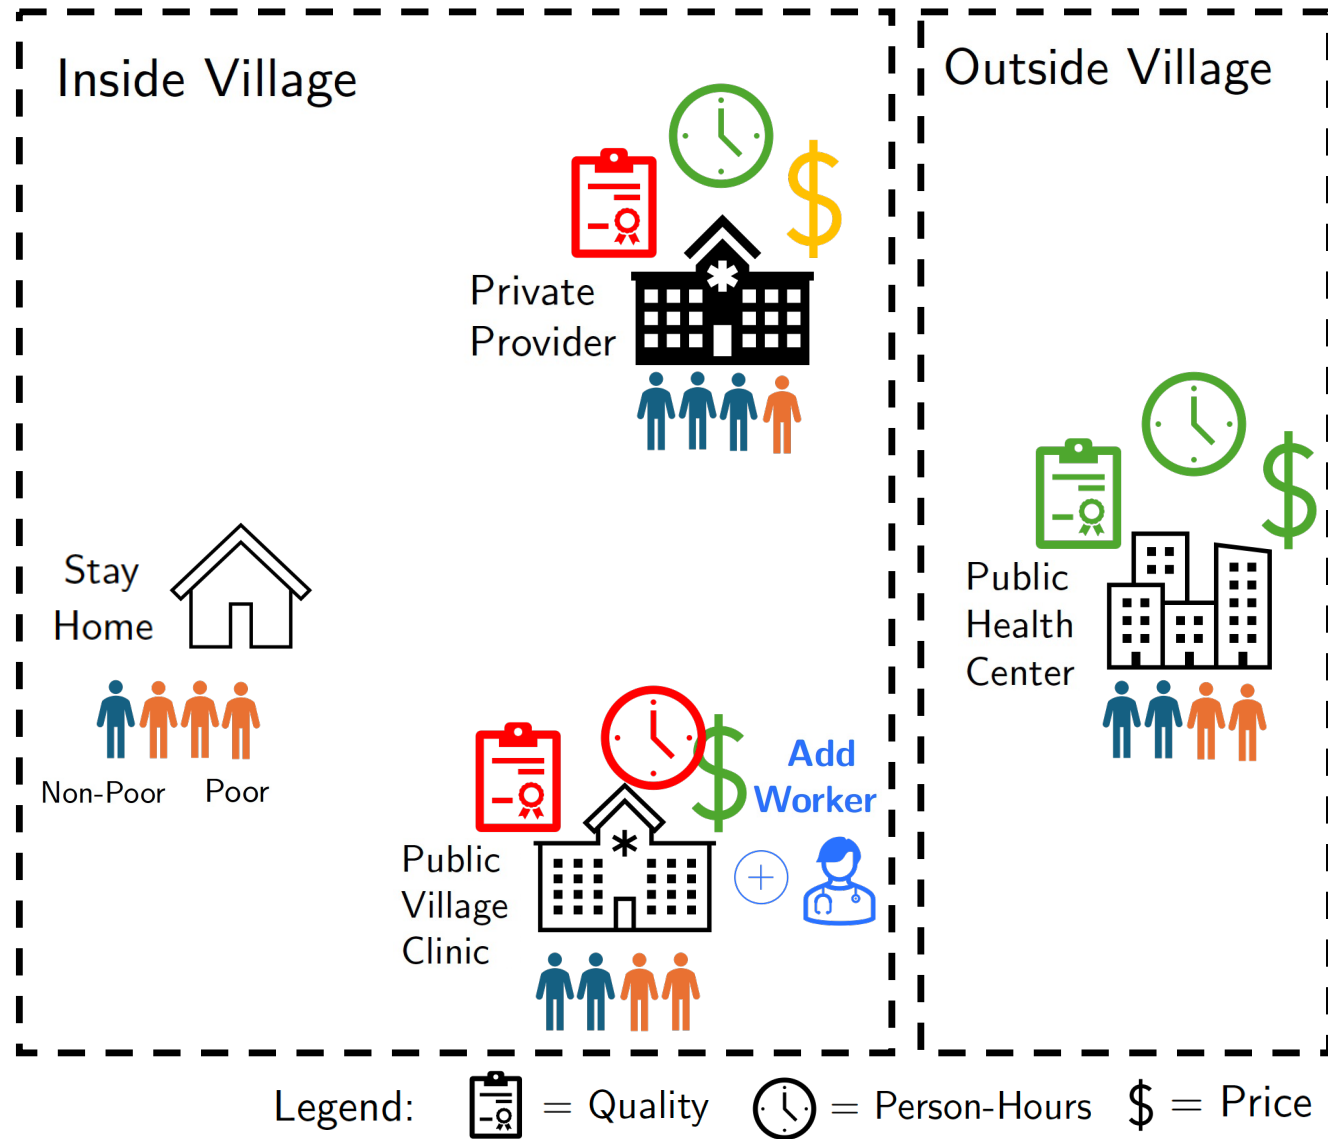 Inside Village
Outside Village
$
Private
Provider
$
Stay
Home
Public
Health
Center
Non-Poor
Poor
$
Add
Worker
Public
Village
Clinic
Legend:
= Quality
= Person-Hours
$ = Price